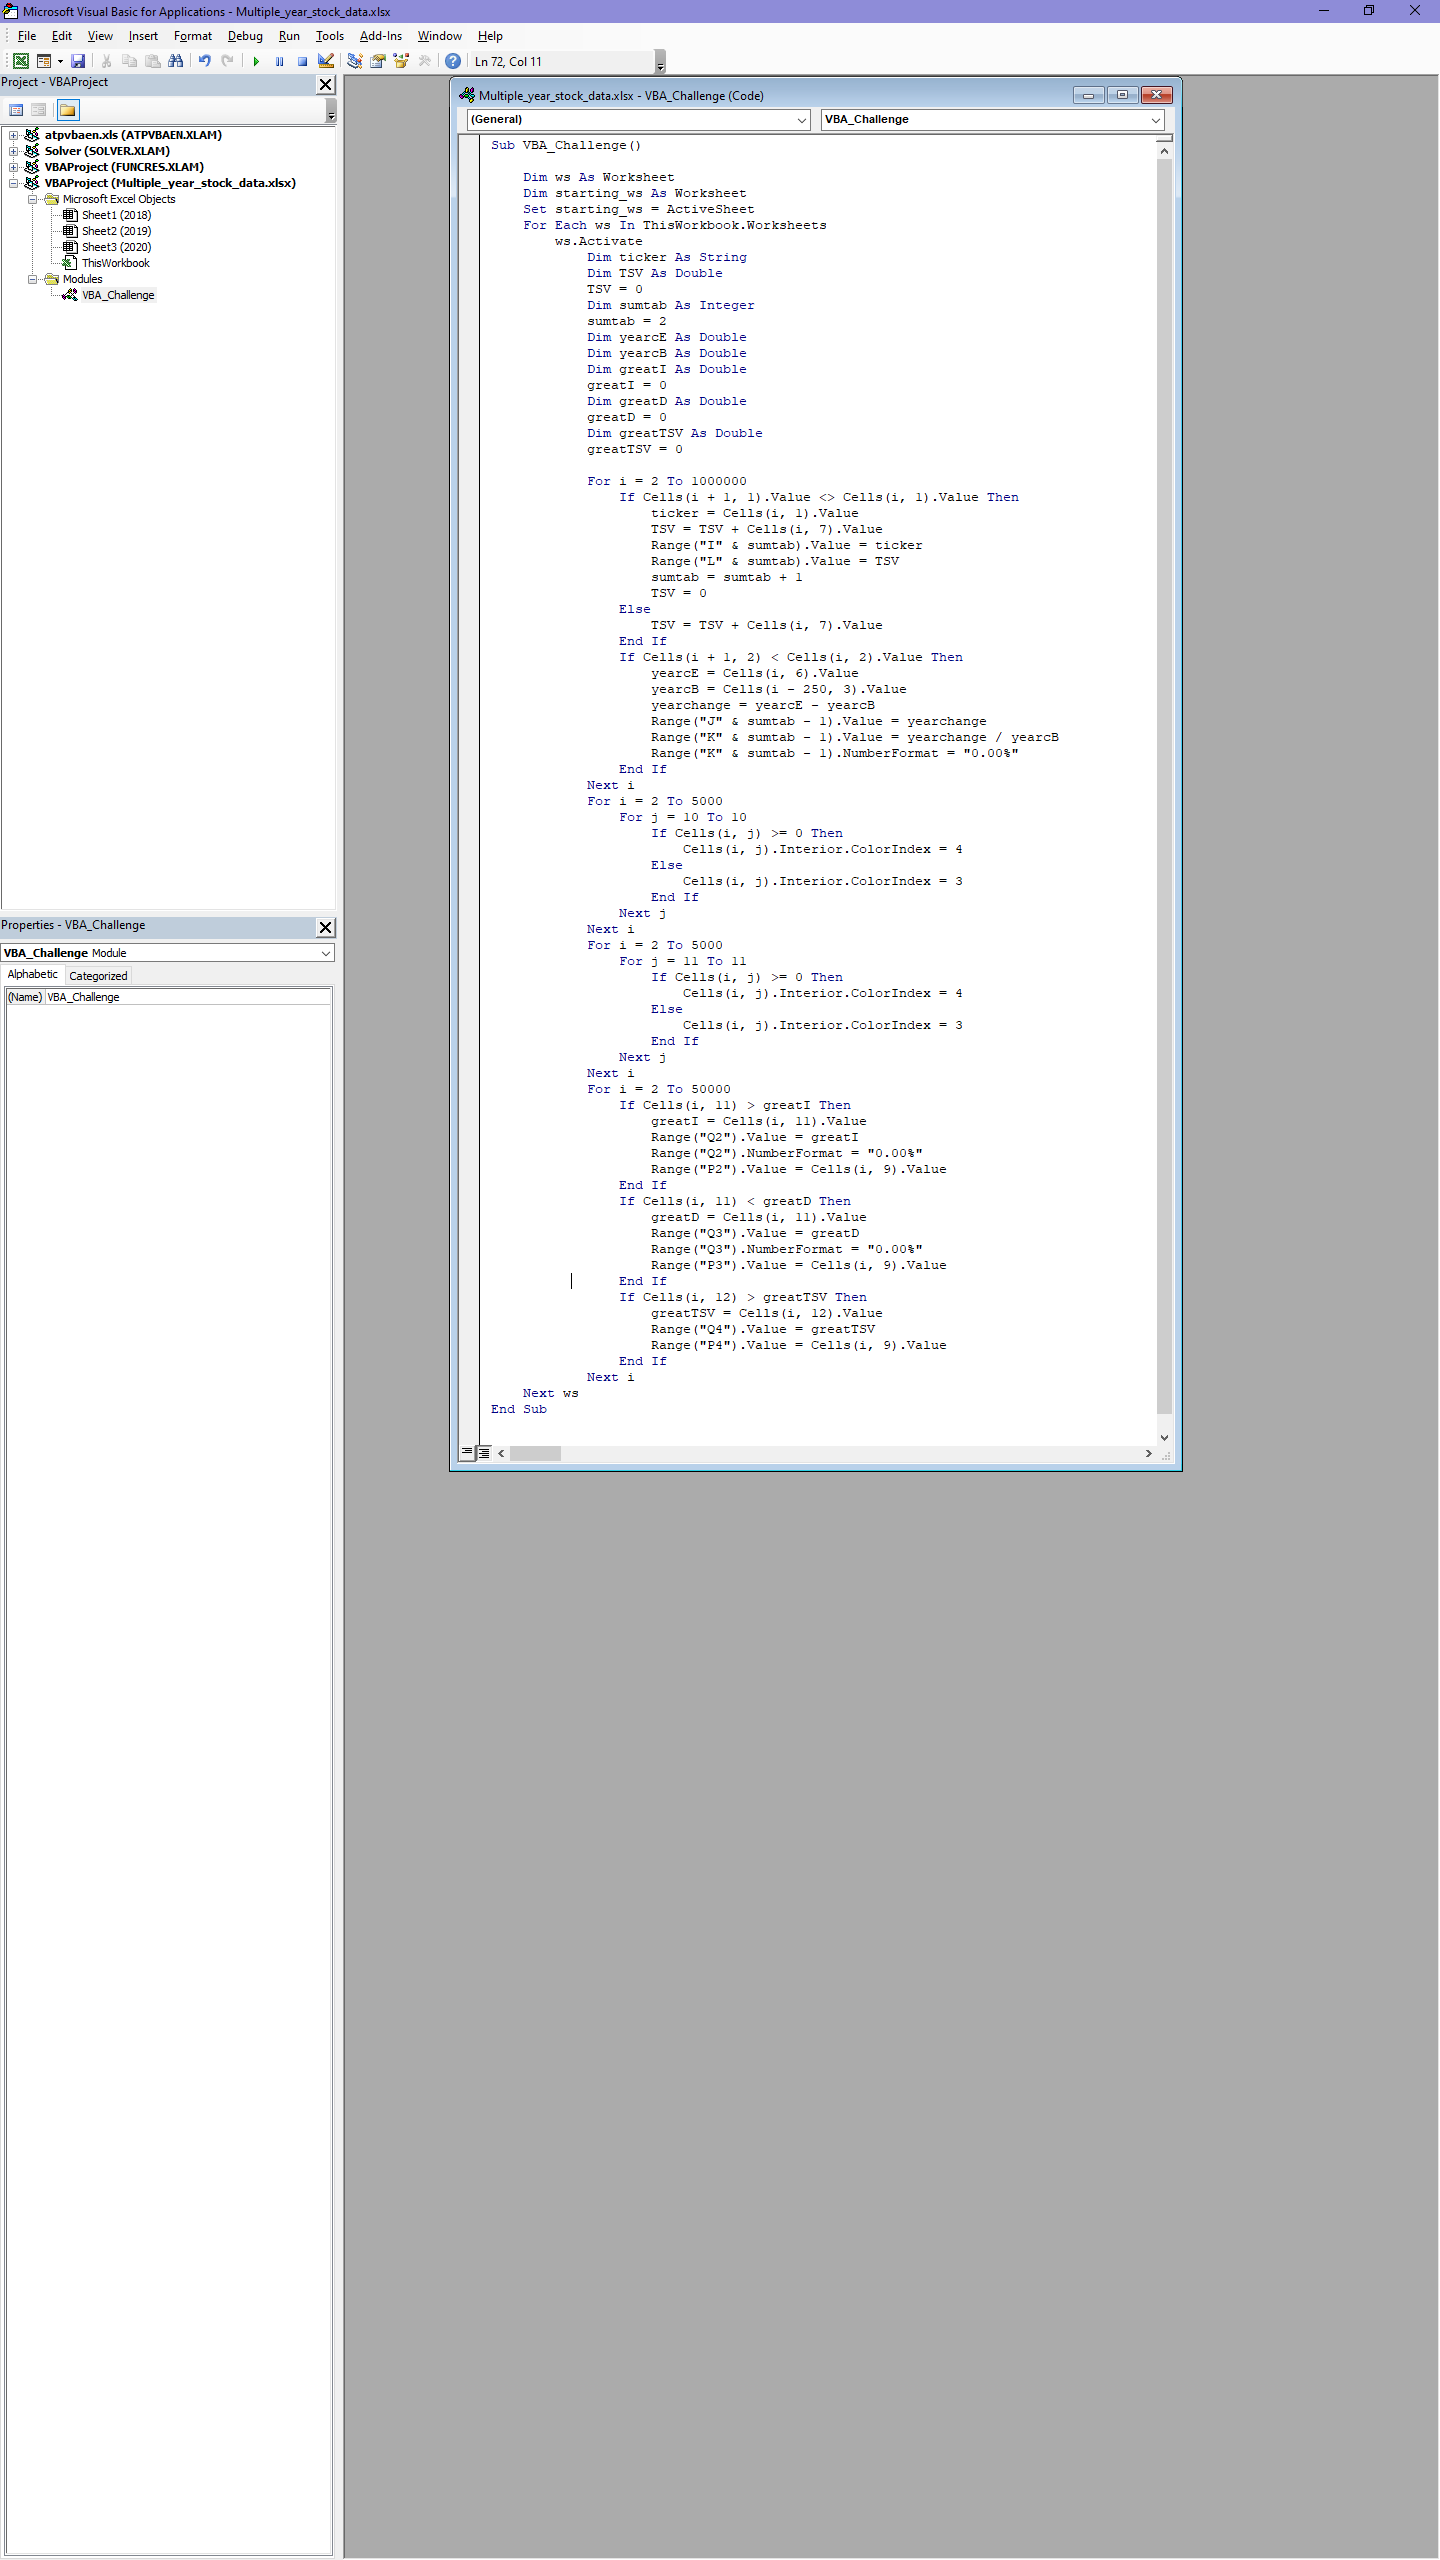 Microsoft Visual Basic for Applications - Multiple_year_stock_data.xlsx
File Edit View Insert Format Debug Run Tools Add-Ins Window Help
Ln 72, Col 11
Project - VBAProject
atpvbaen.xls (ATPVBAEN.XLAM)
Solver (SOLVER.XLAM)
VBAProject (FUNCRES.XLAM)
VBAProject (Multiple_year_stock_data.xlsx)
Microsoft Excel Objects
Sheet1 (2018)
Sheet2 (2019)
Sheet3 (2020)
ThisWorkbook
Modules
VBA_Challenge
Properties - VBA_Challenge
VBA_Challenge Module
Alphabetic Categorized
(Name) VBA_Challenge
Multiple_year_stock_data.xlsx - VBA_Challenge (Code)
(General) VBA_Challenge
Sub VBA_Challenge()
Dim ws As Worksheet
Dim starting_ws As Worksheet
Set starting_ws = ActiveSheet
For Each ws In ThisWorkbook.Worksheets
ws.Activate
Dim ticker As String
Dim TSV As Double
TSV = 0
Dim sumtab As Integer
sumtab = 2
Dim yearcE As Double
Dim yearcB As Double
Dim greatI As Double
greatI = 0
Dim greatD As Double
greatD = 0
Dim greatTSV As Double
greatTSV = 0
For i = 2 To 1000000
If Cells(i + 1, 1).Value <> Cells(i, 1).Value Then
ticker = Cells(i, 1).Value
TSV = TSV + Cells(i, 7).Value
Range("I" & sumtab).Value = ticker
Range("L" & sumtab).Value = TSV
sumtab = sumtab + 1
TSV = 0
Else
TSV = TSV + Cells(i, 7).Value
End If
If Cells(i + 1, 2) < Cells(i, 2).Value Then
yearcE = Cells(i, 6).Value
yearcB = Cells(i - 250, 3).Value
yearchange = yearcE - yearcB
Range("J" & sumtab - 1).Value = yearchange
Range("K" & sumtab - 1).Value = yearchange / yearcB
Range("K" & sumtab - 1).NumberFormat = "0.00%"
End If
Next i
For i = 2 To 5000
For j = 10 To 10
If Cells(i, j) >= 0 Then
Cells(i, j).Interior.ColorIndex = 4
Else
Cells(i, j).Interior.ColorIndex = 3
End If
Next j
Next i
For i = 2 To 5000
For j = 11 To 11
If Cells(i, j) >= 0 Then
Cells(i, j).Interior.ColorIndex = 4
Else
Cells(i, j).Interior.ColorIndex = 3
End If
Next j
Next i
For i = 2 To 50000
If Cells(i, 11) > greatI Then
greatI = Cells(i, 11).Value
Range("Q2").Value = greatI
Range("Q2").NumberFormat = "0.00%"
Range("P2").Value = Cells(i, 9).Value
End If
If Cells(i, 11) < greatD Then
greatD = Cells(i, 11).Value
Range("Q3").Value = greatD
Range("Q3").NumberFormat = "0.00%"
Range("P3").Value = Cells(i, 9).Value
End If
If Cells(i, 12) > greatTSV Then
greatTSV = Cells(i, 12).Value
Range("Q4").Value = greatTSV
Range("P4").Value = Cells(i, 9).Value
End If
Next i
Next ws
End Sub